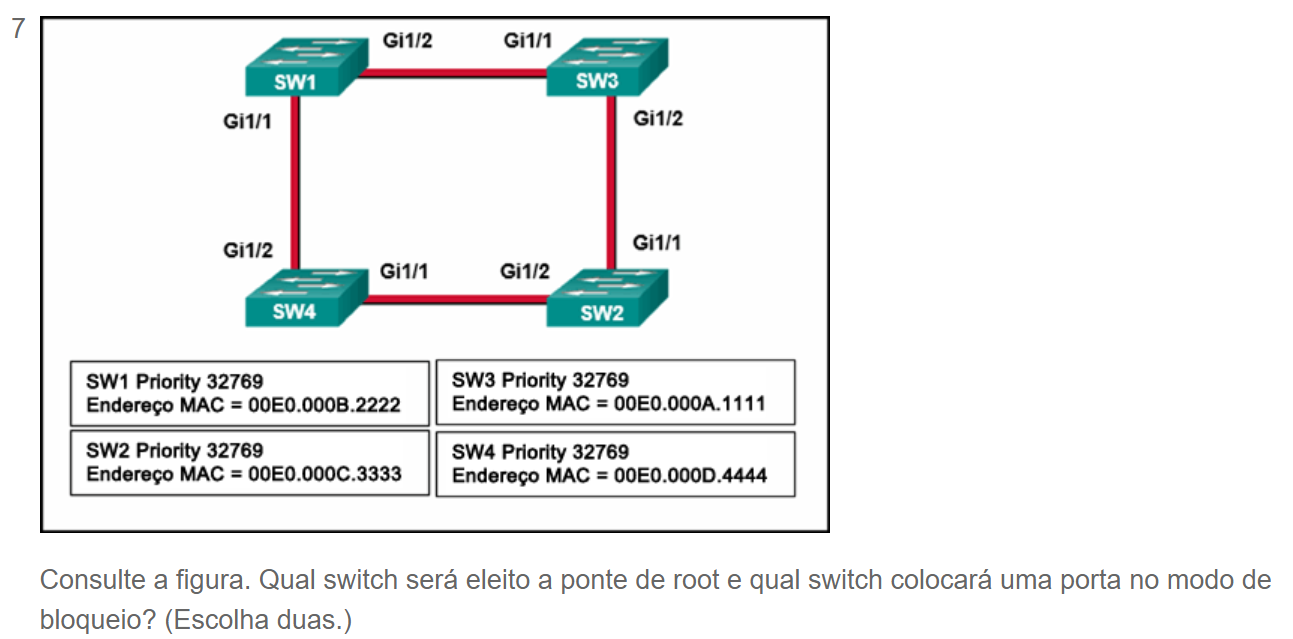 7
Gi1/2 Gi1/1
SW1 SW3
Gi1/1 Gi1/2
Gi1/2 Gi1/1
Gi1/1 Gi1/2
SW4 SW2
SW1 Priority 32769
Endereço MAC = 00E0.000B.2222
SW3 Priority 32769
Endereço MAC = 00E0.000A.1111
SW2 Priority 32769
Endereço MAC = 00E0.000C.3333
SW4 Priority 32769
Endereço MAC = 00E0.000D.4444
Consulte a figura. Qual switch será eleito a ponte de root e qual switch colocará uma porta no modo de
bloqueio? (Escolha duas.)